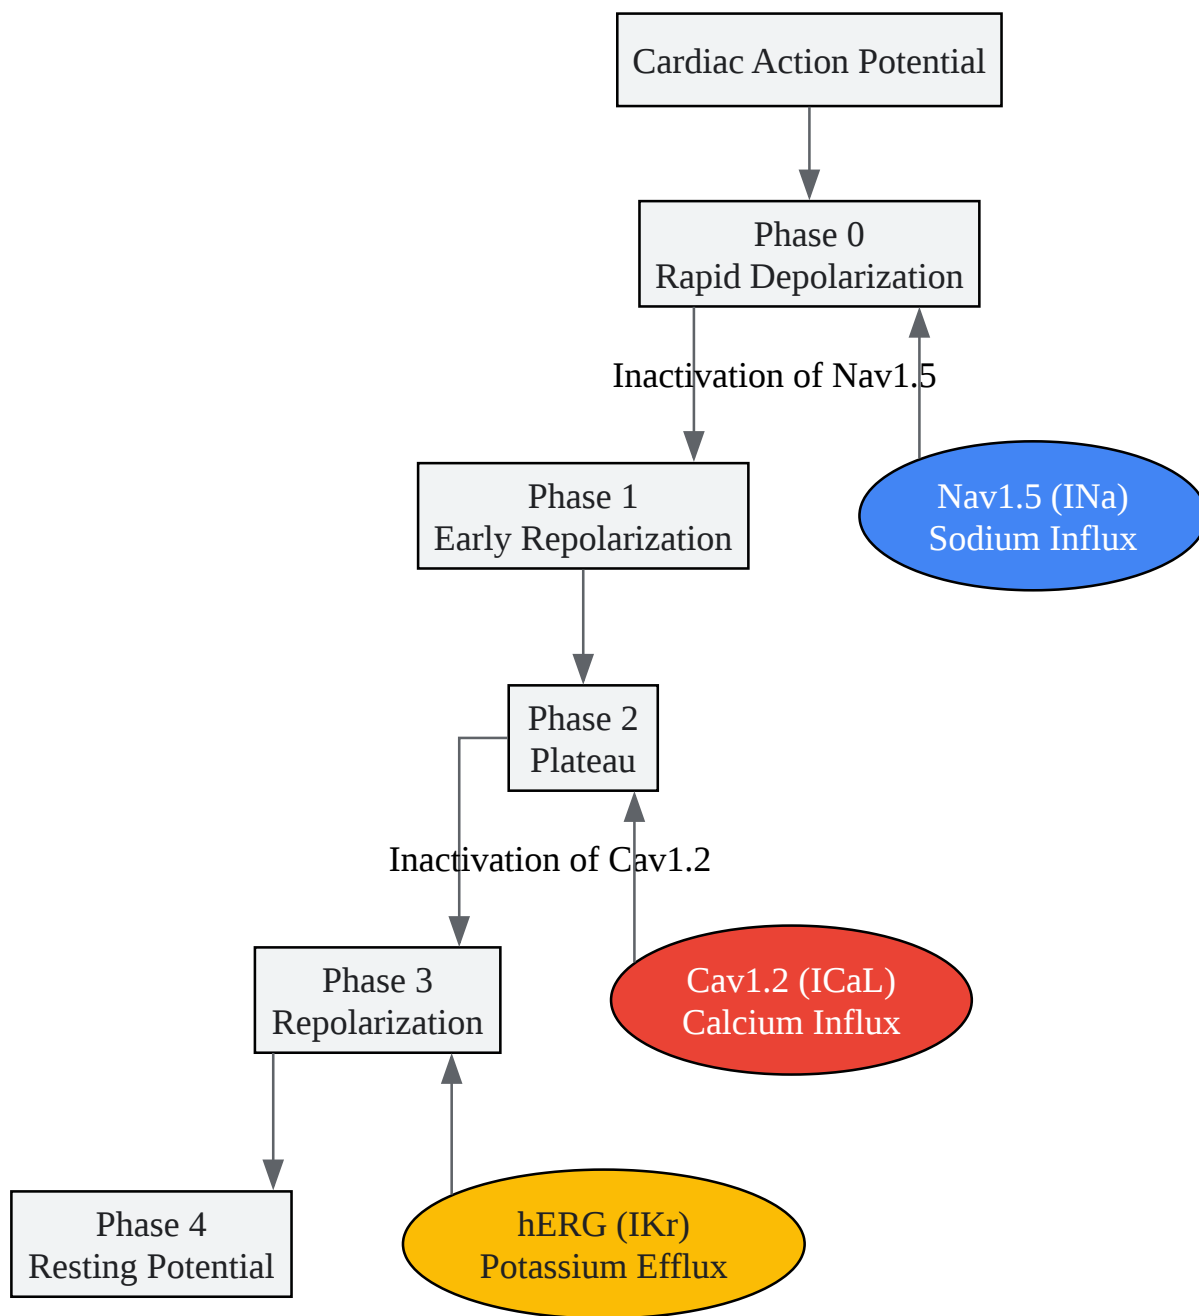 Cardiac Action Potential
Phase 0
Rapid Depolarization
Inactivation of Nav1.5
Phase 1
Early Repolarization
Nav1.5 (INa)
Sodium Influx
Phase 2
Plateau
Inactivation of Cav1.2
Phase 3
Repolarization
Cav1.2 (ICaL)
Calcium Influx
Phase 4
Resting Potential
hERG (IKr)
Potassium Efflux